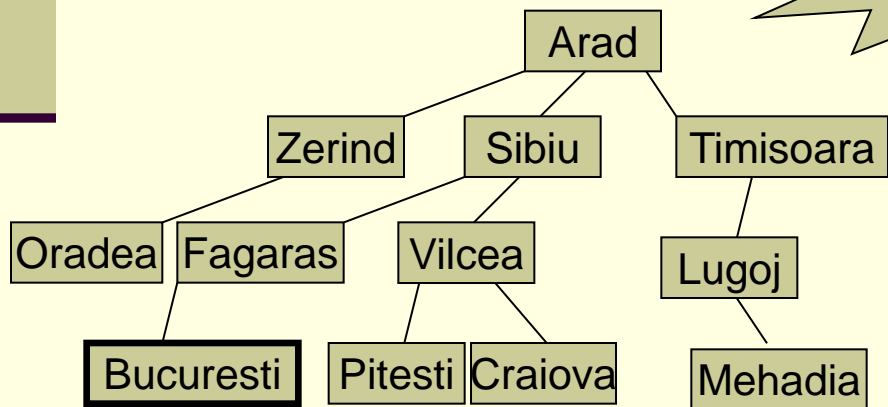 Arad
Zerind Sibiu Timisoara
Oradea Fagaras Vilcea Lugoj
Bucuresti Pitesti Craiova Mehadia